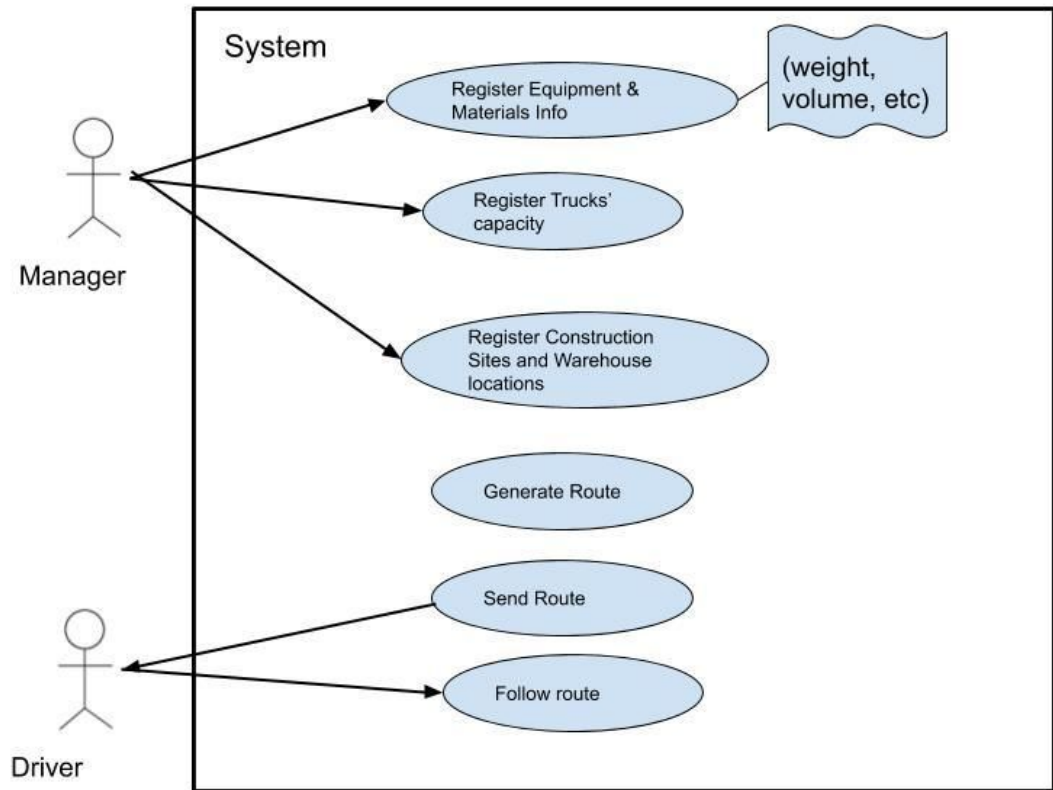 System
Register Equipment &
Materials Info
(weight,
volume, etc)
Manager
Register Trucks’
capacity
Register Construction
Sites and Warehouse
locations
Generate Route
Send Route
Follow route
Driver